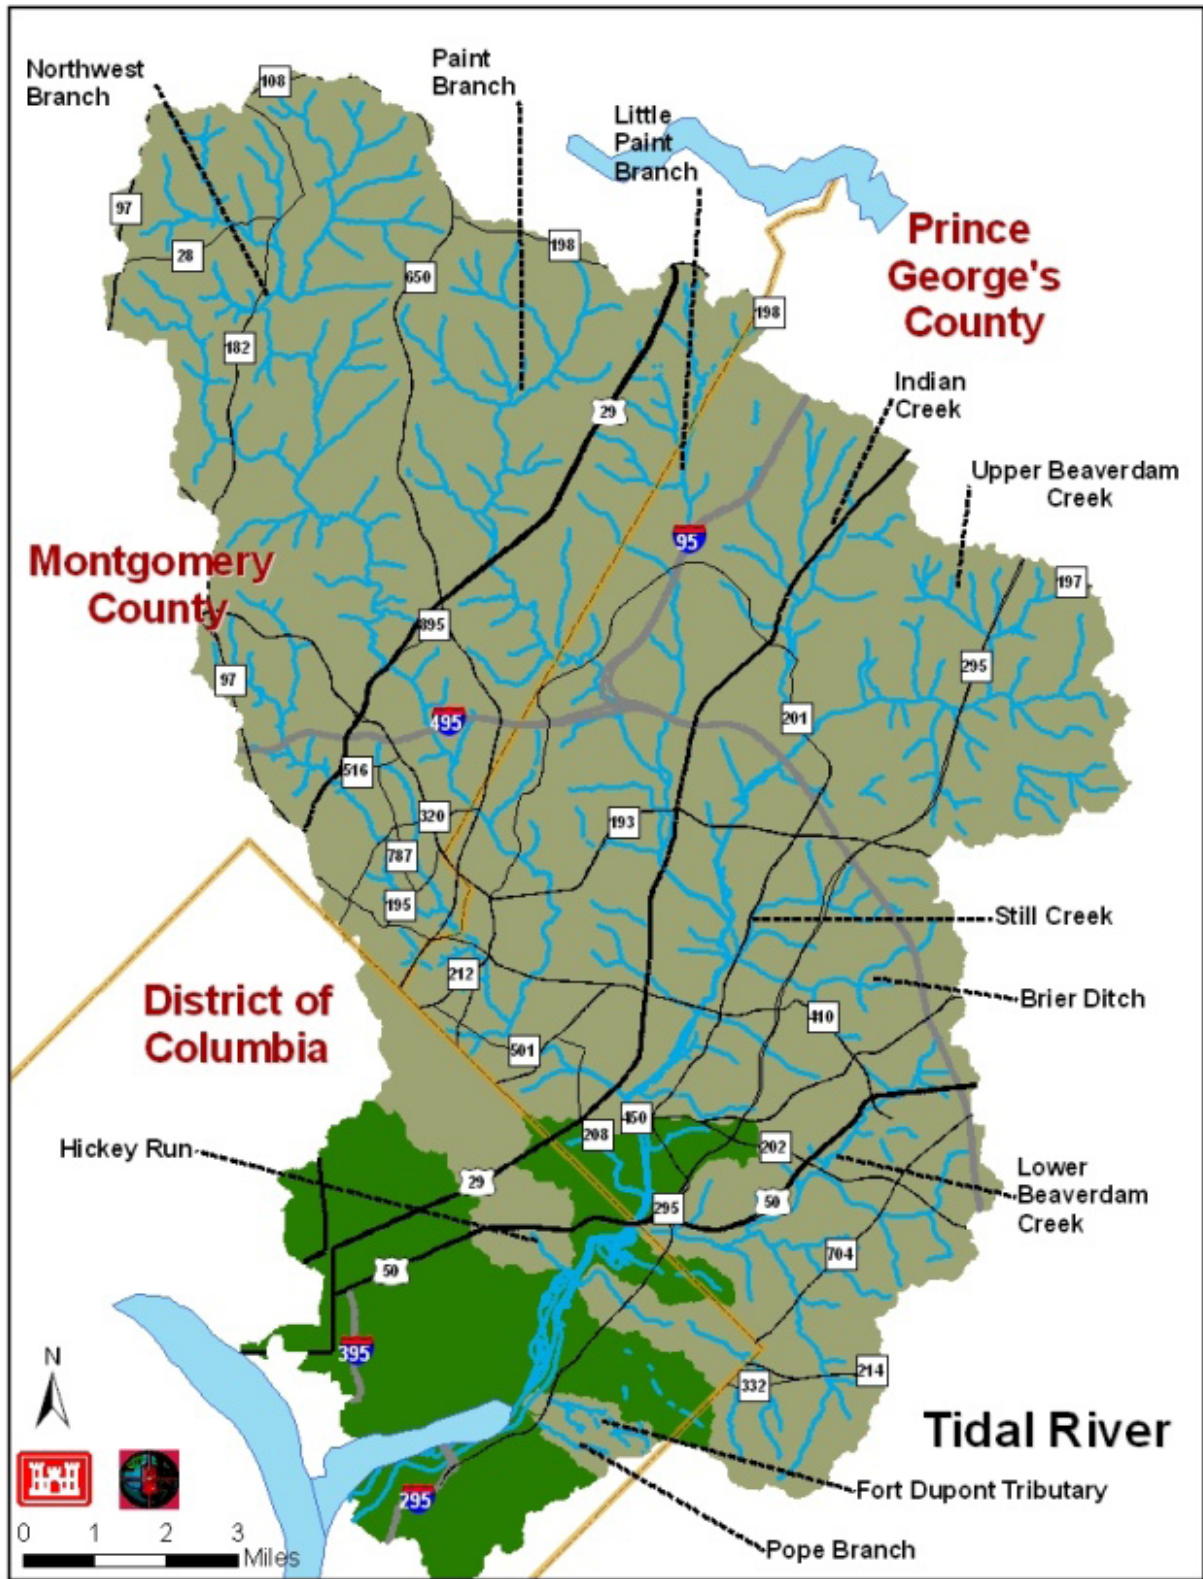 Northwest
Branch
108
Paint
Branch
Little
Paint
Branch
97
28
198
650
Prince
George's
County
198
182
29
Indian
Creek
Upper Beaverdam
Creek
95
Montgomery
County
197
895
97
295
495
201
516
320
193
787
195
Still Creek
212
District of
Columbia
Brier Ditch
410
501
450
208
202
Hickey Run
29
Lower
Beaverdam
Creek
295
50
704
50
395
N
214
332
Tidal River
Fort Dupont Tributary
295
Pope Branch
0 1 2 3
Miles